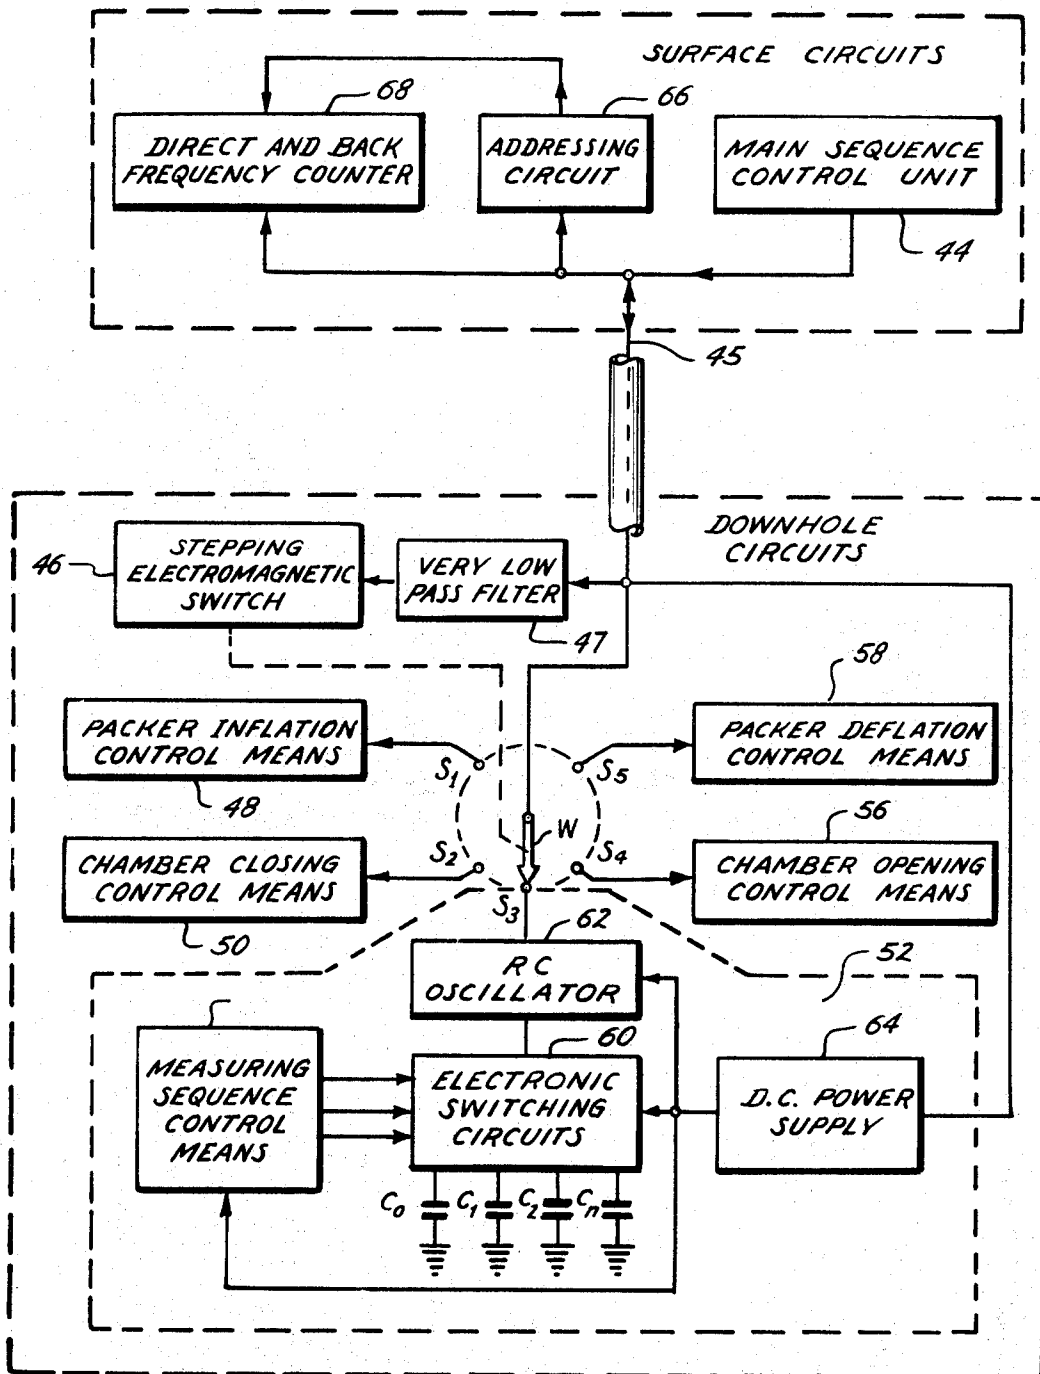 SURFACE CIRCUITS
68
66
DIRECT AND BACK
FREQUENCY COUNTER
ADDRESSING
CIRCUIT
MAIN SEQUENCE
CONTROL UNIT
44
45
DOWNHOLE
CIRCUITS
46
STEPPING
ELECTROMAGNETIC
SWITCH
VERY LOW
PASS FILTER
47
58
PACKER INFLATION
CONTROL MEANS
48
S1
S5
PACKER DEFLATION
CONTROL MEANS
W
56
CHAMBER CLOSING
CONTROL MEANS
50
S2
S4
S3
CHAMBER OPENING
CONTROL MEANS
62
52
RC
OSCILLATOR
60
64
MEASURING
SEQUENCE
CONTROL
MEANS
ELECTRONIC
SWITCHING
CIRCUITS
D.C. POWER
SUPPLY
C0
C1
C2
Cn